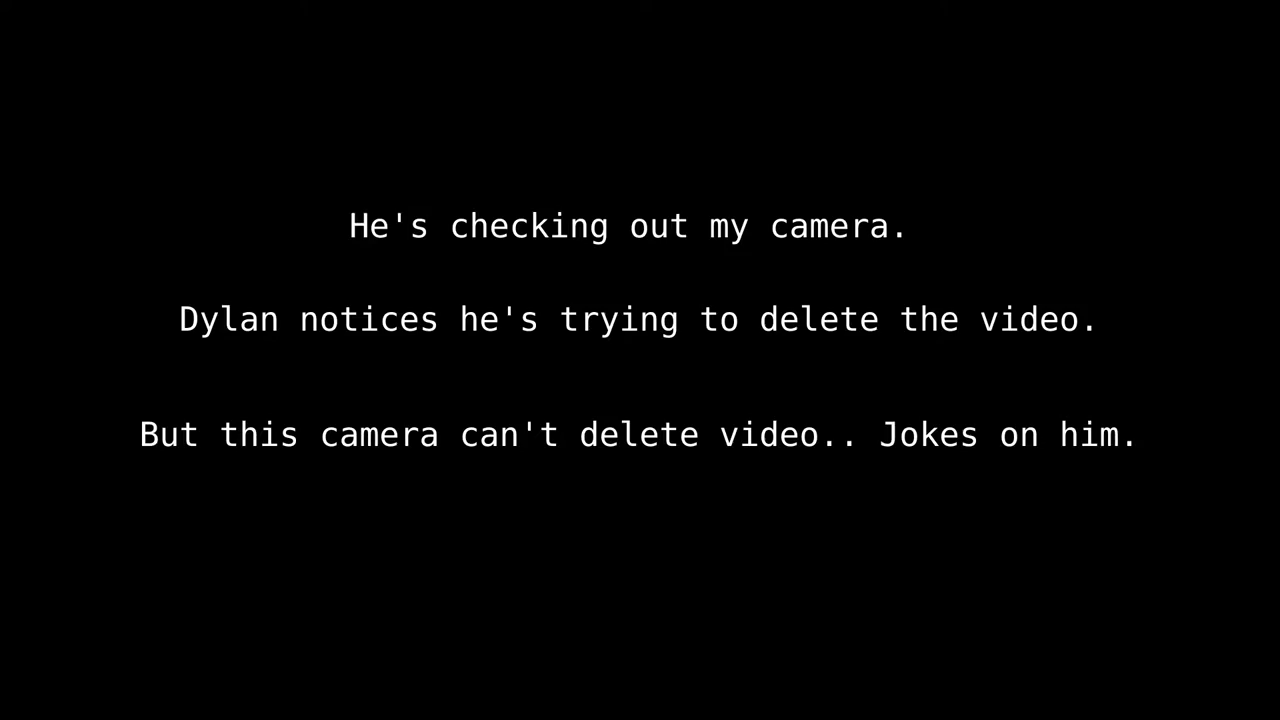 He's checking out my camera.
Dylan notices he's trying to delete the video.
But this camera can't delete video.. Jokes on him.